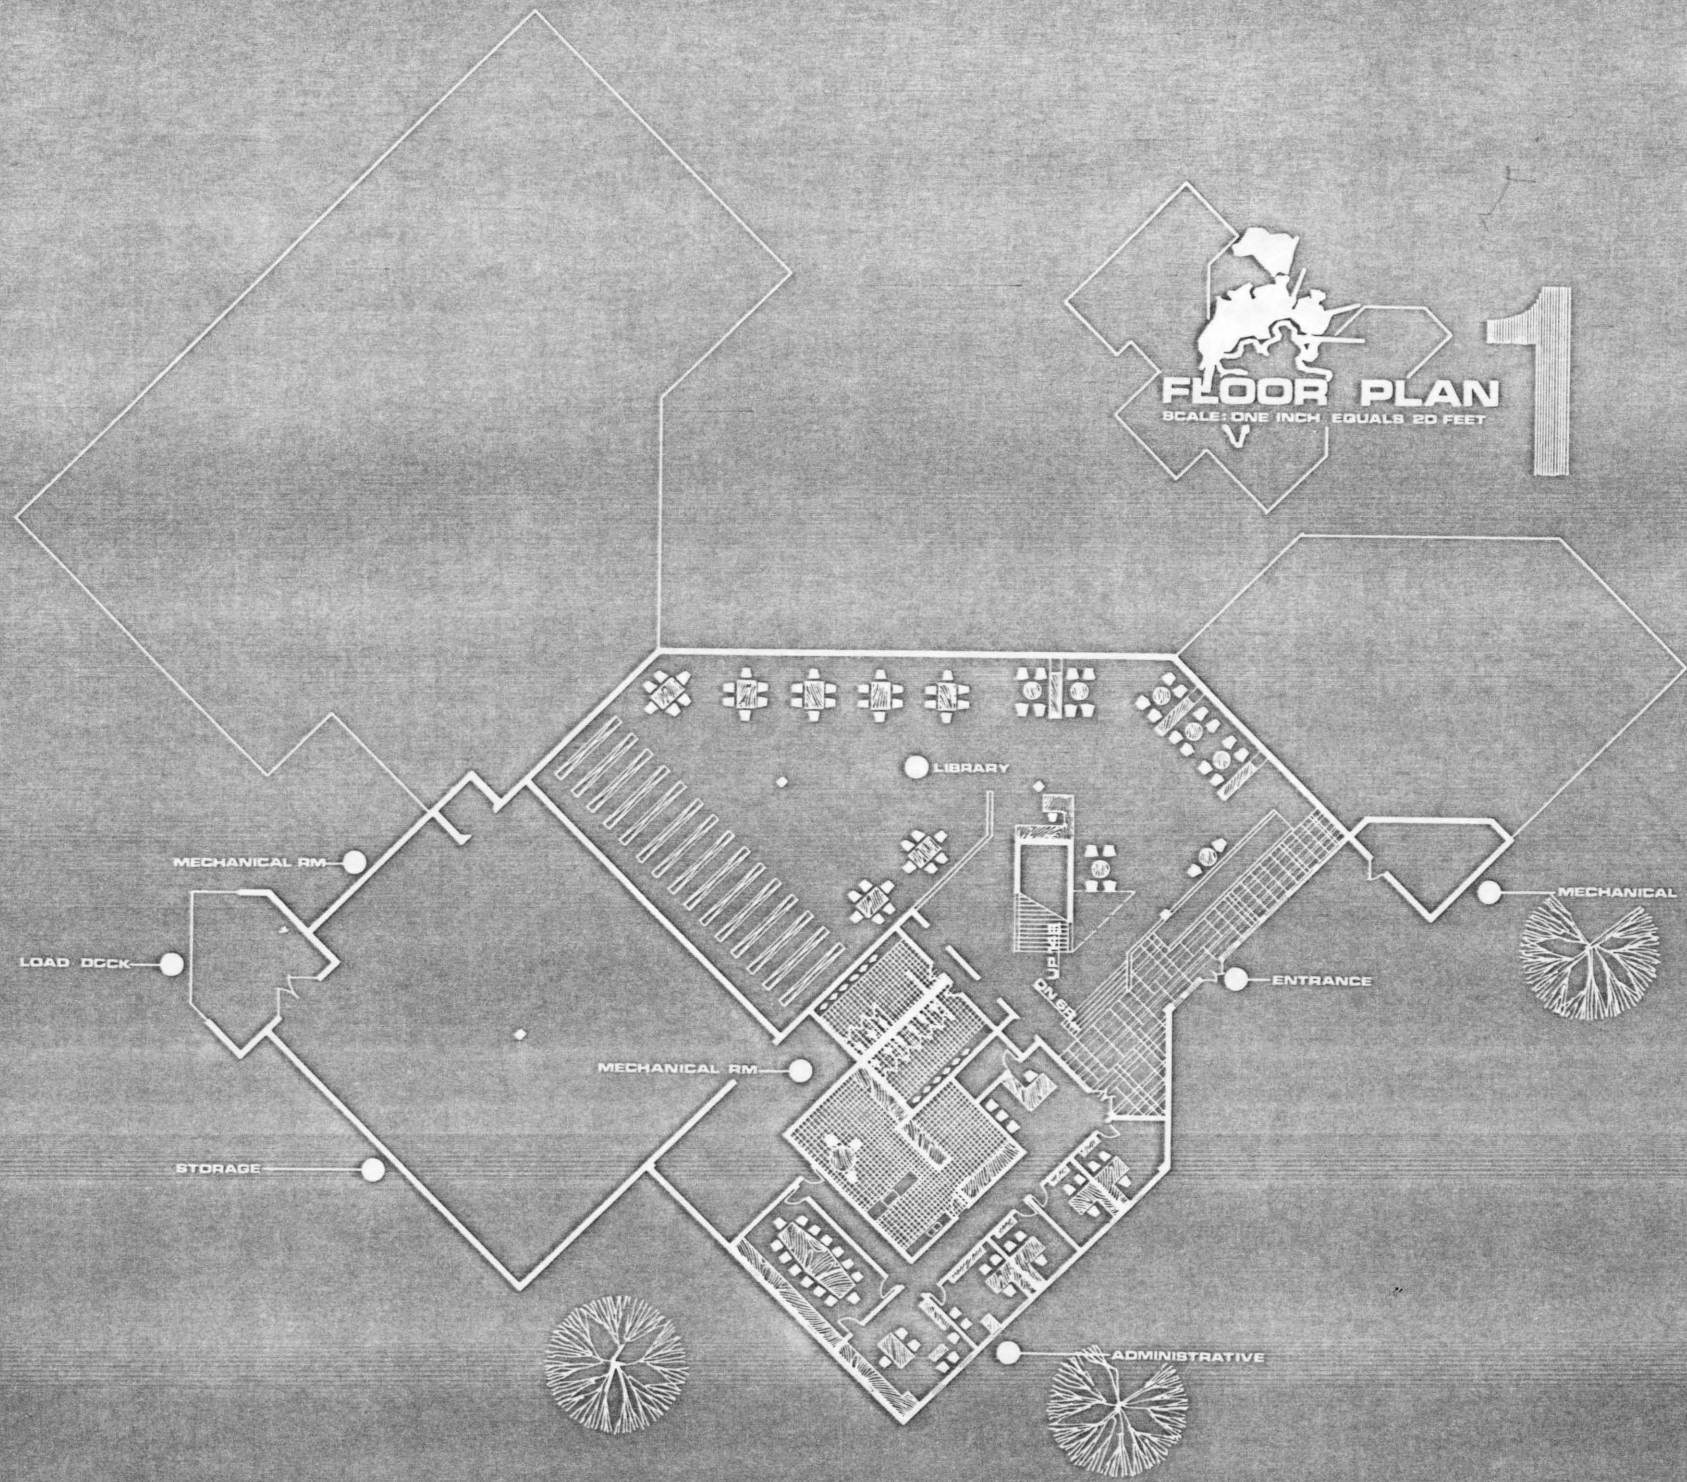 FLOOR PLAN
1
SCALE: ONE INCH EQUALS 20 FEET
LIBRARY
MECHANICAL RM
MECHANICAL
LOAD DOCK
ENTRANCE
MECHANICAL RM
STORAGE
ADMINISTRATIVE